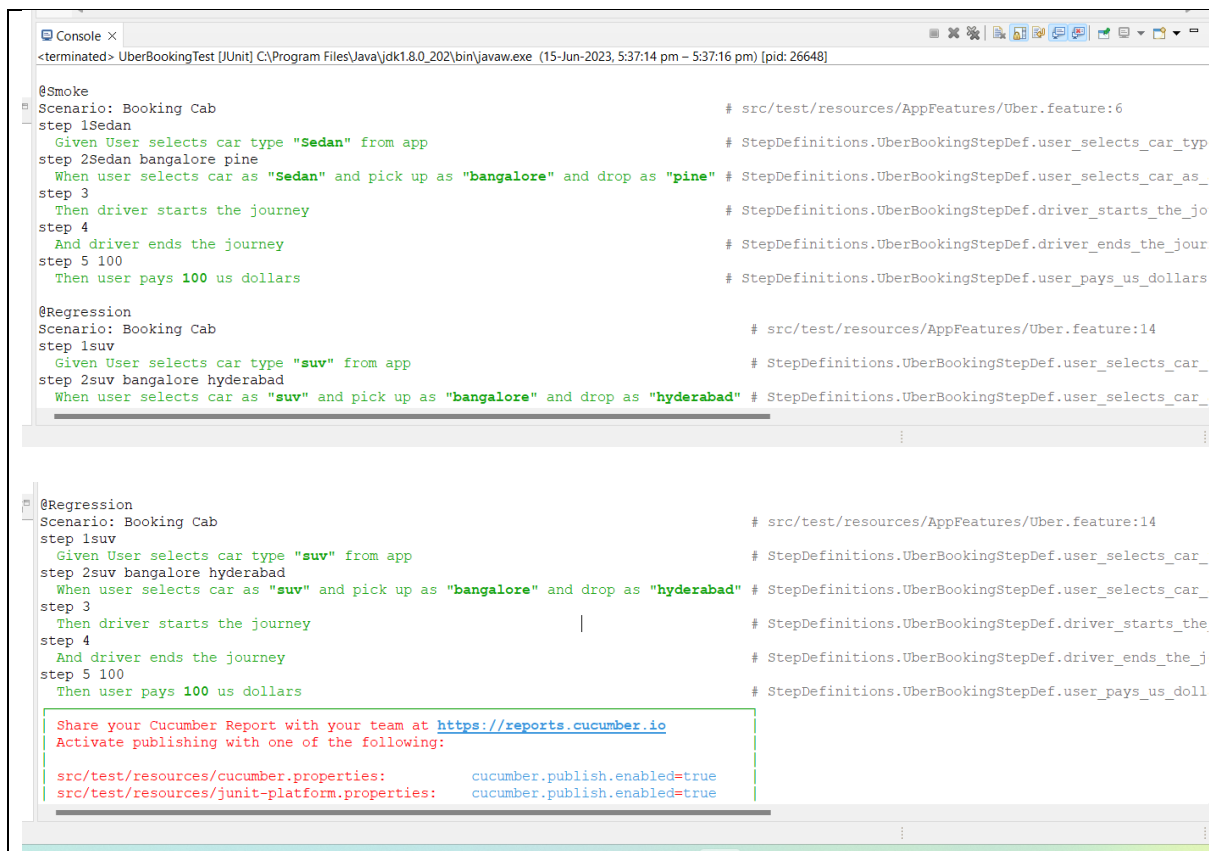 Console ×
<terminated> UberBookingTest [JUnit] C:\Program Files\Java\jdk1.8.0_202\bin\javaw.exe (15-Jun-2023, 5:37:14 pm – 5:37:16 pm) [pid: 26648]
@Smoke
Scenario: Booking Cab # src/test/resources/AppFeatures/Uber.feature:6
step 1Sedan
Given User selects car type "Sedan" from app # StepDefinitions.UberBookingStepDef.user_selects_car_typ
step 2Sedan bangalore pine
When user selects car as "Sedan" and pick up as "bangalore" and drop as "pine" # StepDefinitions.UberBookingStepDef.user_selects_car_as_
step 3
Then driver starts the journey # StepDefinitions.UberBookingStepDef.driver_starts_the_jo
step 4
And driver ends the journey # StepDefinitions.UberBookingStepDef.driver_ends_the_jour
step 5 100
Then user pays 100 us dollars # StepDefinitions.UberBookingStepDef.user_pays_us_dollars
@Regression
Scenario: Booking Cab # src/test/resources/AppFeatures/Uber.feature:14
step 1suv
Given User selects car type "suv" from app # StepDefinitions.UberBookingStepDef.user_selects_car_
step 2suv bangalore hyderabad
When user selects car as "suv" and pick up as "bangalore" and drop as "hyderabad" # StepDefinitions.UberBookingStepDef.user_selects_car_
@Regression
Scenario: Booking Cab # src/test/resources/AppFeatures/Uber.feature:14
step 1suv
Given User selects car type "suv" from app # StepDefinitions.UberBookingStepDef.user_selects_car_
step 2suv bangalore hyderabad
When user selects car as "suv" and pick up as "bangalore" and drop as "hyderabad" # StepDefinitions.UberBookingStepDef.user_selects_car_
step 3
Then driver starts the journey # StepDefinitions.UberBookingStepDef.driver_starts_the_
step 4
And driver ends the journey # StepDefinitions.UberBookingStepDef.driver_ends_the_j
step 5 100
Then user pays 100 us dollars # StepDefinitions.UberBookingStepDef.user_pays_us_doll
Share your Cucumber Report with your team at https://reports.cucumber.io
Activate publishing with one of the following:
src/test/resources/cucumber.properties: cucumber.publish.enabled=true
src/test/resources/junit-platform.properties: cucumber.publish.enabled=true